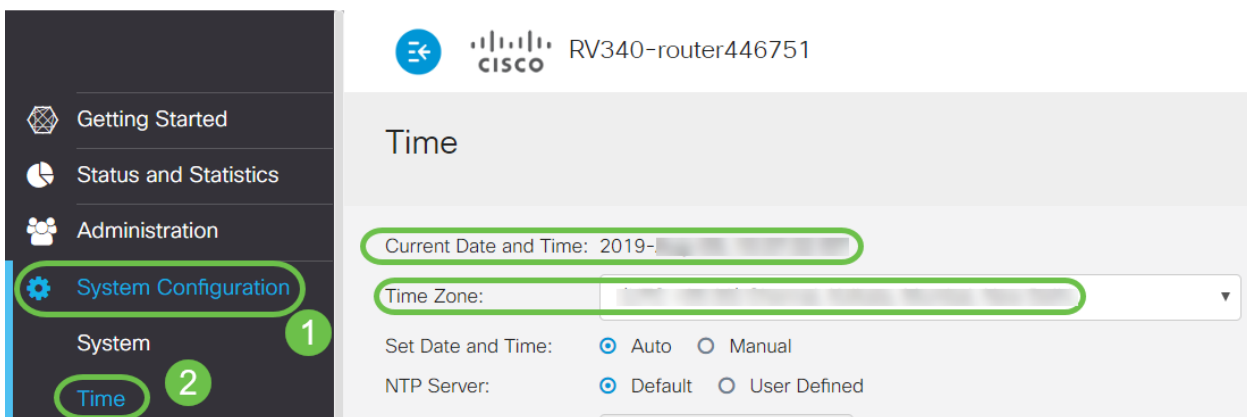 CISCO
RV340-router446751
Getting Started
Status and Statistics
Administration
System Configuration
1
System
2
Time
Time
Current Date and Time: 2019-
Time Zone:
Set Date and Time: Auto Manual
NTP Server: Default User Defined